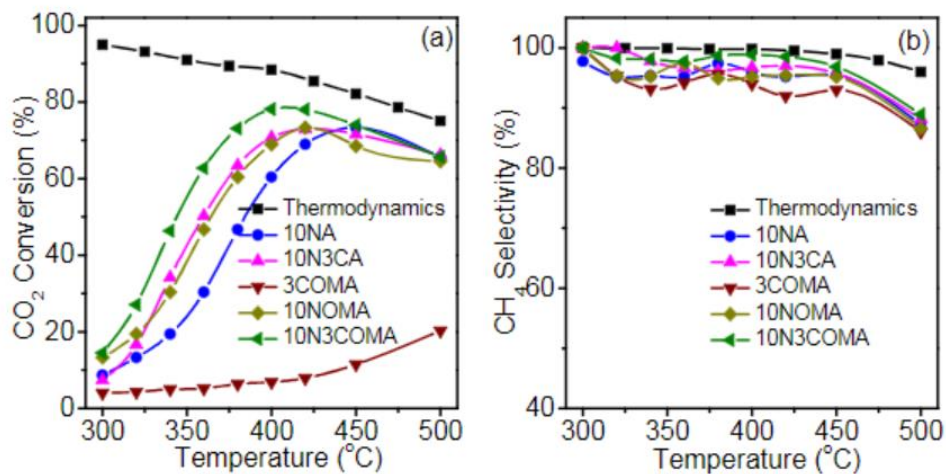 (a)
100
80
60
40
20
0
CO₂ Conversion (%)
Thermodynamics
10NA
10N3CA
3COMA
10NOMA
10N3COMA
300 350 400 450 500
Temperature (°C)
(b)
100
80
60
40
CH₄ Selectivity (%)
Thermodynamics
10NA
10N3CA
3COMA
10NOMA
10N3COMA
300 350 400 450 500
Temperature (°C)